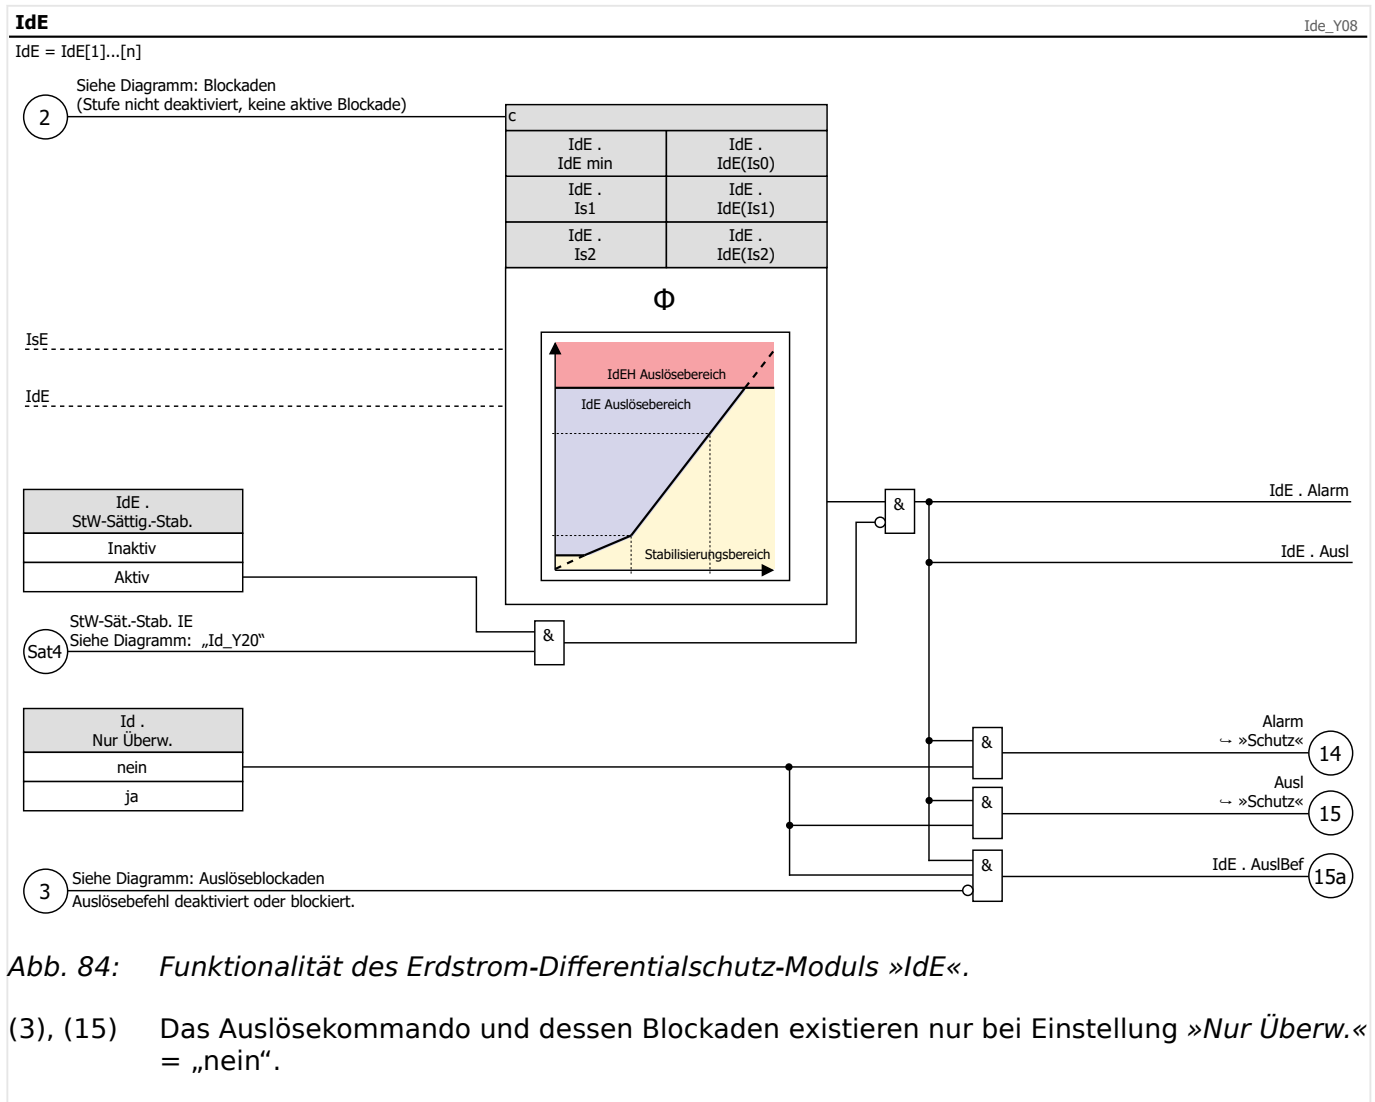 IdE
Ide_Y08
IdE = IdE[1]...[n]
Siehe Diagramm: Blockaden
(Stufe nicht deaktiviert, keine aktive Blockade)
2
c
IdE .
IdE min
IdE .
IdE(Is0)
IdE .
Is1
IdE .
IdE(Is1)
IdE .
Is2
IdE .
IdE(Is2)
Φ
IsE
IdE
IdEH Auslösebereich
IdE Auslösebereich
Stabilisierungsbereich
&
IdE . Alarm
IdE . Ausl
IdE .
StW-Sättig.-Stab.
Inaktiv
Aktiv
StW-Sät.-Stab. IE
Siehe Diagramm: „Id_Y20“
Sat4
&
Id .
Nur Überw.
nein
ja
&
Alarm
↪ »Schutz«
14
&
Ausl
↪ »Schutz«
15
&
IdE . AuslBef
15a
3
Siehe Diagramm: Auslöseblockaden
Auslösebefehl deaktiviert oder blockiert.
Abb. 84: Funktionalität des Erdstrom-Differentialschutz-Moduls »IdE«.
(3), (15) Das Auslösekommando und dessen Blockaden existieren nur bei Einstellung »Nur Überw.«
= „nein“.